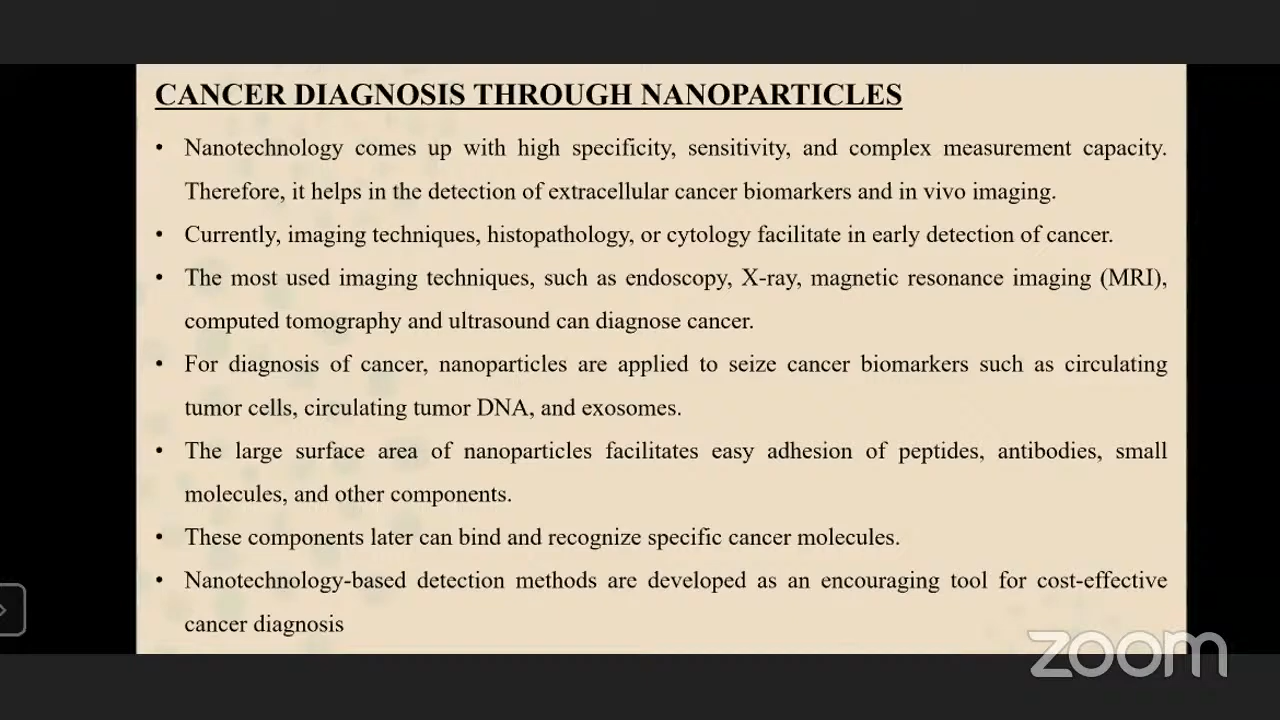 CANCER DIAGNOSIS THROUGH NANOPARTICLES
• Nanotechnology comes up with high specificity, sensitivity, and complex measurement capacity.
Therefore, it helps in the detection of extracellular cancer biomarkers and in vivo imaging.
• Currently, imaging techniques, histopathology, or cytology facilitate in early detection of cancer.
• The most used imaging techniques, such as endoscopy, X-ray, magnetic resonance imaging (MRI),
computed tomography and ultrasound can diagnose cancer.
• For diagnosis of cancer, nanoparticles are applied to seize cancer biomarkers such as circulating
tumor cells, circulating tumor DNA, and exosomes.
• The large surface area of nanoparticles facilitates easy adhesion of peptides, antibodies, small
molecules, and other components.
• These components later can bind and recognize specific cancer molecules.
• Nanotechnology-based detection methods are developed as an encouraging tool for cost-effective
cancer diagnosis
zoom